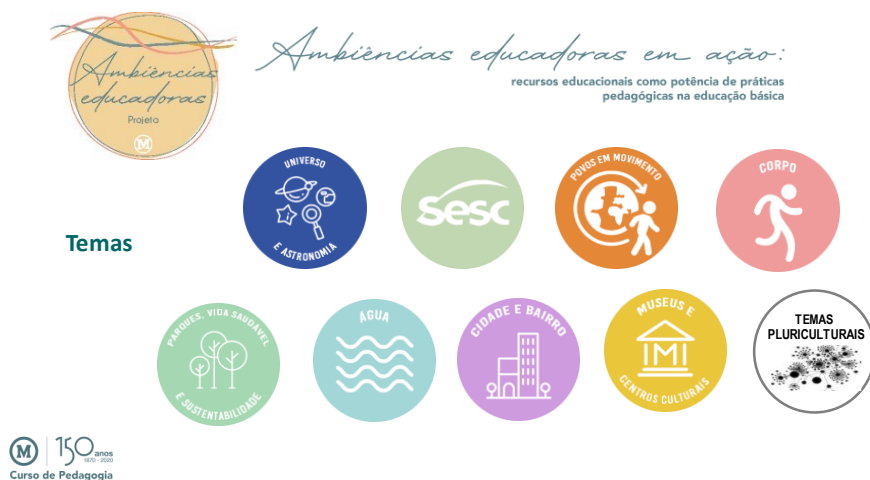 Ambiências
educadoras
Projeto
M
Ambiências educadoras em ação:
recursos educacionais como potência de práticas
pedagógicas na educação básica
Temas
UNIVERSO
E ASTRONOMIA
Sesc
POVOS EM MOVIMENTO
CORPO
PARQUES, VIDA SAUDÁVEL
E SUSTENTABILIDADE
ÁGUA
CIDADE E BAIRRO
MUSEUS E
CENTROS CULTURAIS
M
TEMAS
PLURICULTURAIS
M 150 anos
1870 - 2020
Curso de Pedagogia